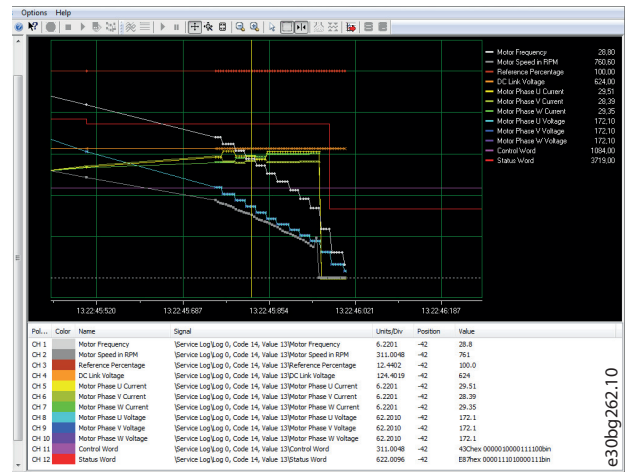 Options Help
Motor Frequency 28.80
Motor Speed in RPM 760,60
Reference Percentage 100,00
DC Link Voltage 624,00
Motor Phase U Current 29.51
Motor Phase V Current 28,39
Motor Phase W Current 29,35
Motor Phase U Voltage 172,10
Motor Phase V Voltage 172,10
Motor Phase W Voltage 172,10
Control Word 1084,00
Status Word 3719,00
13:22:45:520 13:22:45:687 13:22:45:854 13:22:46:021 13:22:46:187
Pol... Color Name Signal Units/Div Position Value
CH 1 Motor Frequency \Service Log\Log 0, Code 14, Value 13\Motor Frequency 6.2201 -42 28.8
CH 2 Motor Speed in RPM \Service Log\Log 0, Code 14, Value 13\Motor Speed in RPM 311.0048 -42 761
CH 3 Reference Percentage \Service Log\Log 0, Code 14, Value 13\Reference Percentage 12.4402 -42 100.0
CH 4 DC Link Voltage \Service Log\Log 0, Code 14, Value 13\DC Link Voltage 124.4019 -42 624
CH 5 Motor Phase U Current \Service Log\Log 0, Code 14, Value 13\Motor Phase U Current 6.2201 -42 29.51
CH 6 Motor Phase V Current \Service Log\Log 0, Code 14, Value 13\Motor Phase V Current 6.2201 -42 28.39
CH 7 Motor Phase W Current \Service Log\Log 0, Code 14, Value 13\Motor Phase W Current 6.2201 -42 29.35
CH 8 Motor Phase U Voltage \Service Log\Log 0, Code 14, Value 13\Motor Phase U Voltage 62.2010 -42 172.1
CH 9 Motor Phase V Voltage \Service Log\Log 0, Code 14, Value 13\Motor Phase V Voltage 62.2010 -42 172.1
CH 10 Motor Phase W Voltage \Service Log\Log 0, Code 14, Value 13\Motor Phase W Voltage 62.2010 -42 172.1
CH 11 Control Word \Service Log\Log 0, Code 14, Value 13\Control Word 311.0048 -42 43Chex 0000010000111100bin
CH 12 Status Word \Service Log\Log 0, Code 14, Value 13\Status Word 622.0096 -42 E87hex 0000111010000111bin
e30bg262.10